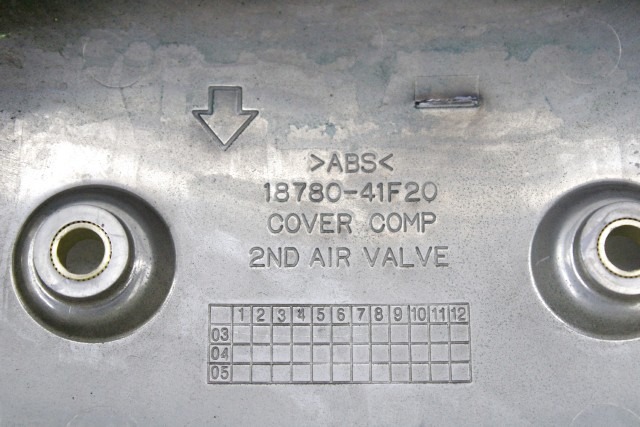 >ABS<
18780-41F20
COVER COMP
2ND AIR VALVE
1 2 3 4 5 6 7 8 9 10 11 12
03
04
05